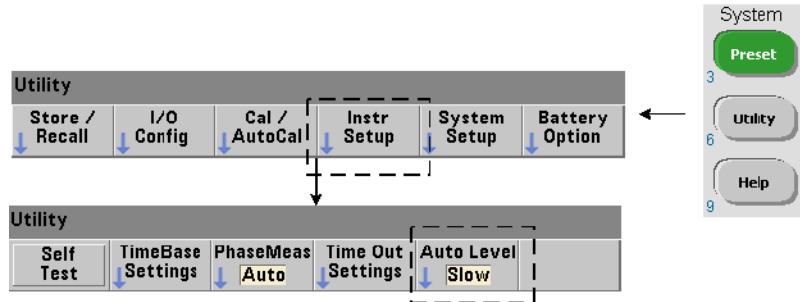 System
Preset
3
Utility
Store / Recall
I/O Config
Cal / AutoCal
Instr Setup
System Setup
Battery Option
Utility
6
Help
9
Utility
Self Test
TimeBase Settings
PhaseMeas Auto
Time Out Settings
Auto Level Slow